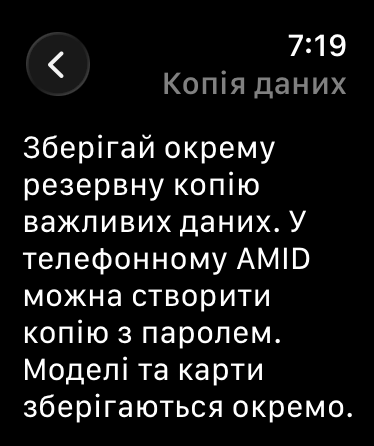 7:19
Копія даних
Зберігай окрему
резервну копію
важливих даних. У
телефонному AMID
можна створити
копію з паролем.
Моделі та карти
зберігаються окремо.